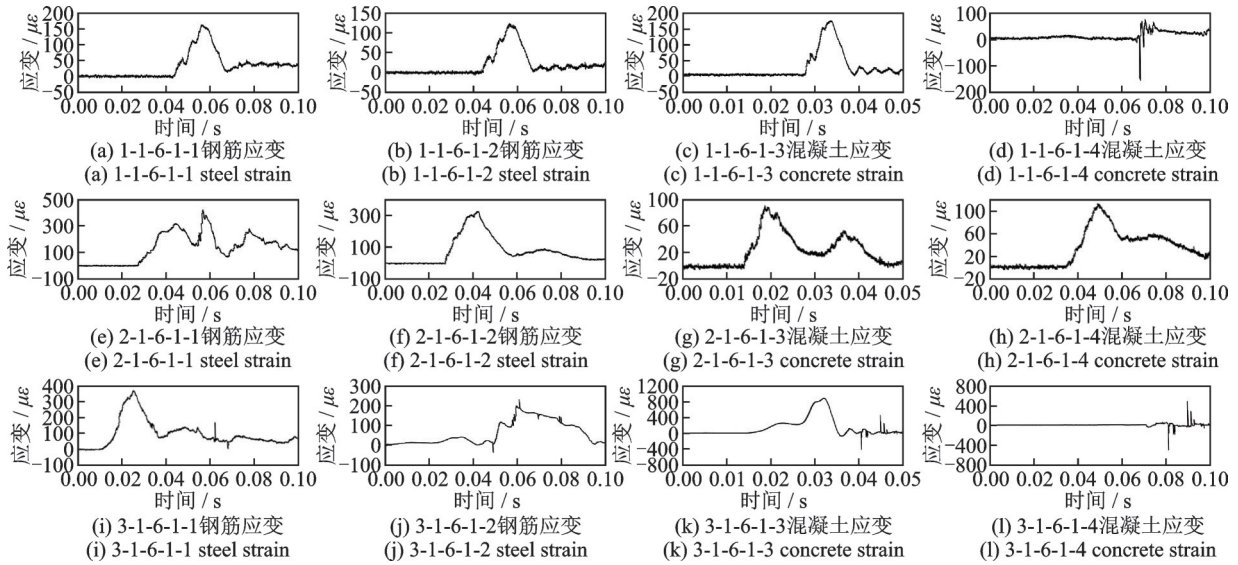 应变 / με
200
150
100
50
0
−50
0.00 0.02 0.04 0.06 0.08 0.10
时间 / s
(a) 1-1-6-1-1钢筋应变
(a) 1-1-6-1-1 steel strain
应变 / με
150
100
50
0
−50
0.00 0.02 0.04 0.06 0.08 0.10
时间 / s
(b) 1-1-6-1-2钢筋应变
(b) 1-1-6-1-2 steel strain
应变 / με
200
150
100
50
0
−50
0.00 0.01 0.02 0.03 0.04 0.05
时间 / s
(c) 1-1-6-1-3混凝土应变
(c) 1-1-6-1-3 concrete strain
应变 / με
100
0
−100
200
0.00 0.02 0.04 0.06 0.08 0.10
时间 / s
(d) 1-1-6-1-4混凝土应变
(d) 1-1-6-1-4 concrete strain
应变 / με
500
300
100
−100
0.00 0.02 0.04 0.06 0.08 0.10
时间 / s
(e) 2-1-6-1-1钢筋应变
(e) 2-1-6-1-1 steel strain
应变 / με
300
100
−100
0.00 0.02 0.04 0.06 0.08 0.10
时间 / s
(f) 2-1-6-1-2钢筋应变
(f) 2-1-6-1-2 steel strain
应变 / με
100
60
20
−20
0.00 0.01 0.02 0.03 0.04 0.05
时间 / s
(g) 2-1-6-1-3混凝土应变
(g) 2-1-6-1-3 concrete strain
应变 / με
100
60
20
−20
0.00 0.02 0.04 0.06 0.08 0.10
时间 / s
(h) 2-1-6-1-4混凝土应变
(h) 2-1-6-1-4 concrete strain
应变 / με
400
300
200
100
0
−100
0.00 0.02 0.04 0.06 0.08 0.10
时间 / s
(i) 3-1-6-1-1钢筋应变
(i) 3-1-6-1-1 steel strain
应变 / με
300
200
100
0
−100
0.00 0.02 0.04 0.06 0.08 0.10
时间 / s
(j) 3-1-6-1-2钢筋应变
(j) 3-1-6-1-2 steel strain
应变 / με
1200
800
400
0
−400
−800
0.00 0.01 0.02 0.03 0.04 0.05
时间 / s
(k) 3-1-6-1-3混凝土应变
(k) 3-1-6-1-3 concrete strain
应变 / με
800
400
0
−400
800
0.00 0.02 0.04 0.06 0.08 0.10
时间 / s
(l) 3-1-6-1-4混凝土应变
(l) 3-1-6-1-4 concrete strain